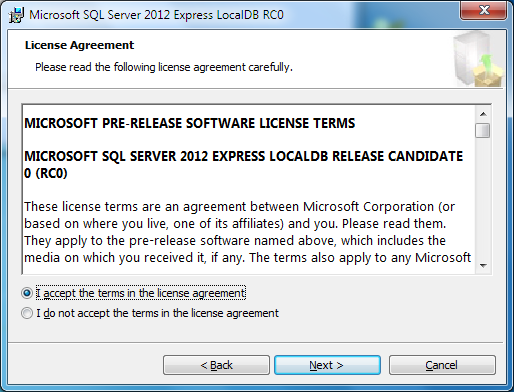 Microsoft SQL Server 2012 Express LocalDB RC0
License Agreement
Please read the following license agreement carefully.
MICROSOFT PRE-RELEASE SOFTWARE LICENSE TERMS
MICROSOFT SQL SERVER 2012 EXPRESS LOCALDB RELEASE CANDIDATE
0 (RC0)
These license terms are an agreement between Microsoft Corporation (or
based on where you live, one of its affiliates) and you. Please read them.
They apply to the pre-release software named above, which includes the
media on which you received it, if any. The terms also apply to any Microsoft
I accept the terms in the license agreement
I do not accept the terms in the license agreement
< Back
Next >
Cancel